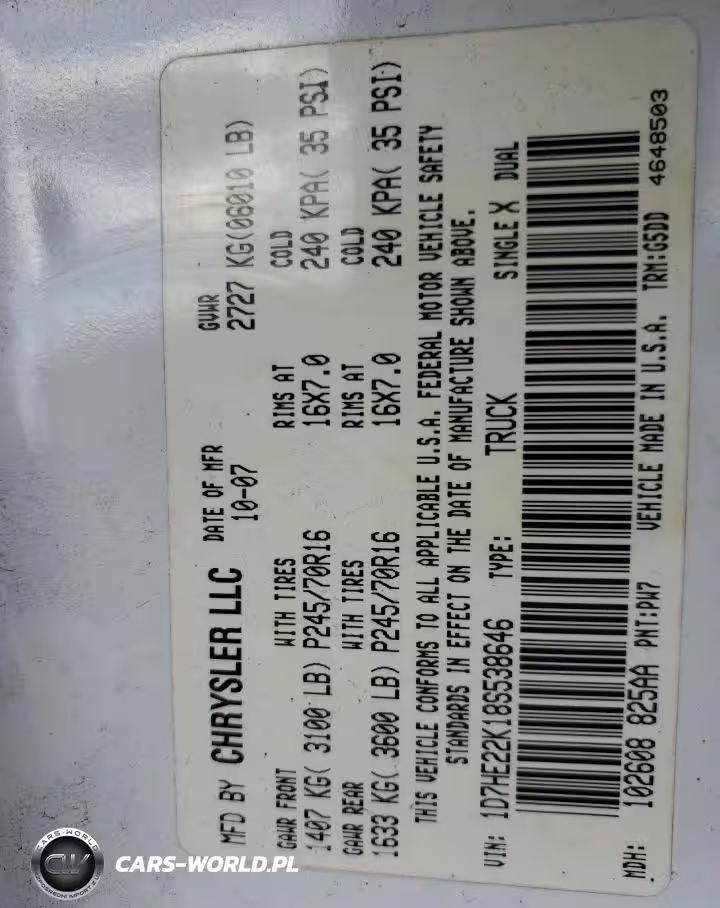 MFD BY CHRYSLER LLC DATE OF MFR GVWR
10-07 2727 KG(06010 LB)
GAWR FRONT WITH TIRES RIMS AT COLD
1407 KG( 3100 LB) P245/70R16 16X7.0 240 KPA( 35 PSI)
GAWR REAR WITH TIRES RIMS AT COLD
1633 KG( 3600 LB) P245/70R16 16X7.0 240 KPA( 35 PSI)
THIS VEHICLE CONFORMS TO ALL APPLICABLE U.S.A. FEDERAL MOTOR VEHICLE SAFETY
STANDARDS IN EFFECT ON THE DATE OF MANUFACTURE SHOWN ABOVE.
VIN: 1D7HE22K18S538646 TYPE: TRUCK SINGLE X DUAL
MDH: 102608 825AA PNT:PW7 VEHICLE MADE IN U.S.A. TRM:G5DD 4648503
CARS-WORLD.PL
CARS-WORLD
CW